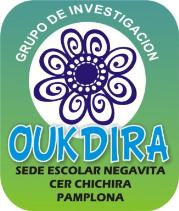 GRUPO DE INVESTIGACION
OUKDIRA
SEDE ESCOLAR NEGAVITA
CER CHICHIRA
PAMPLONA